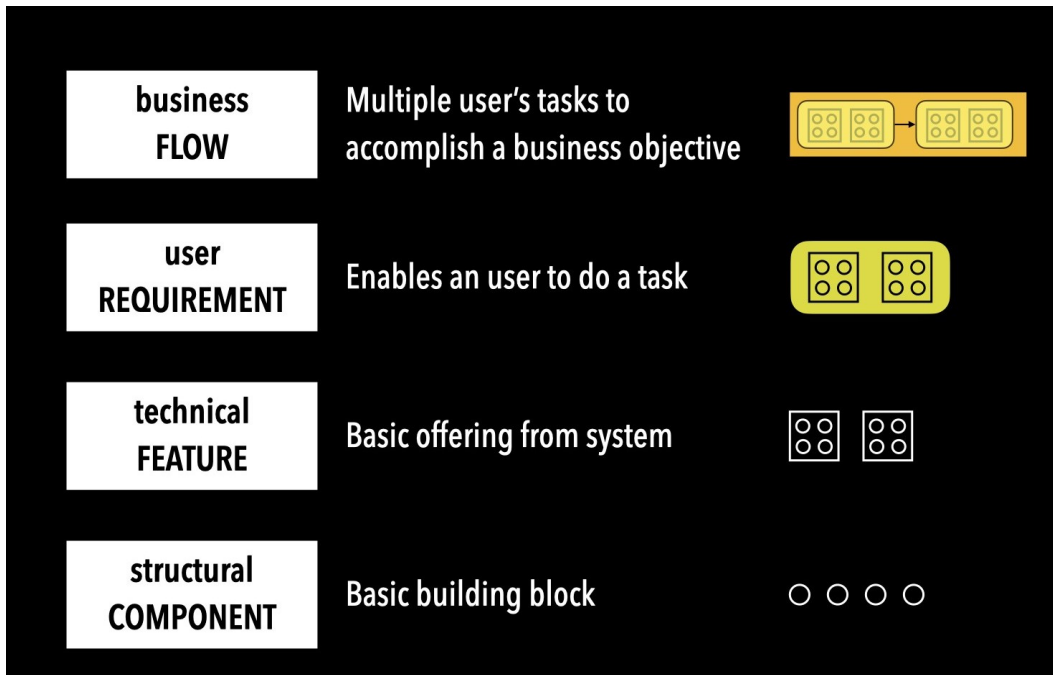 business
FLOW
Multiple user’s tasks to
accomplish a business objective
user
REQUIREMENT
Enables an user to do a task
technical
FEATURE
Basic offering from system
structural
COMPONENT
Basic building block